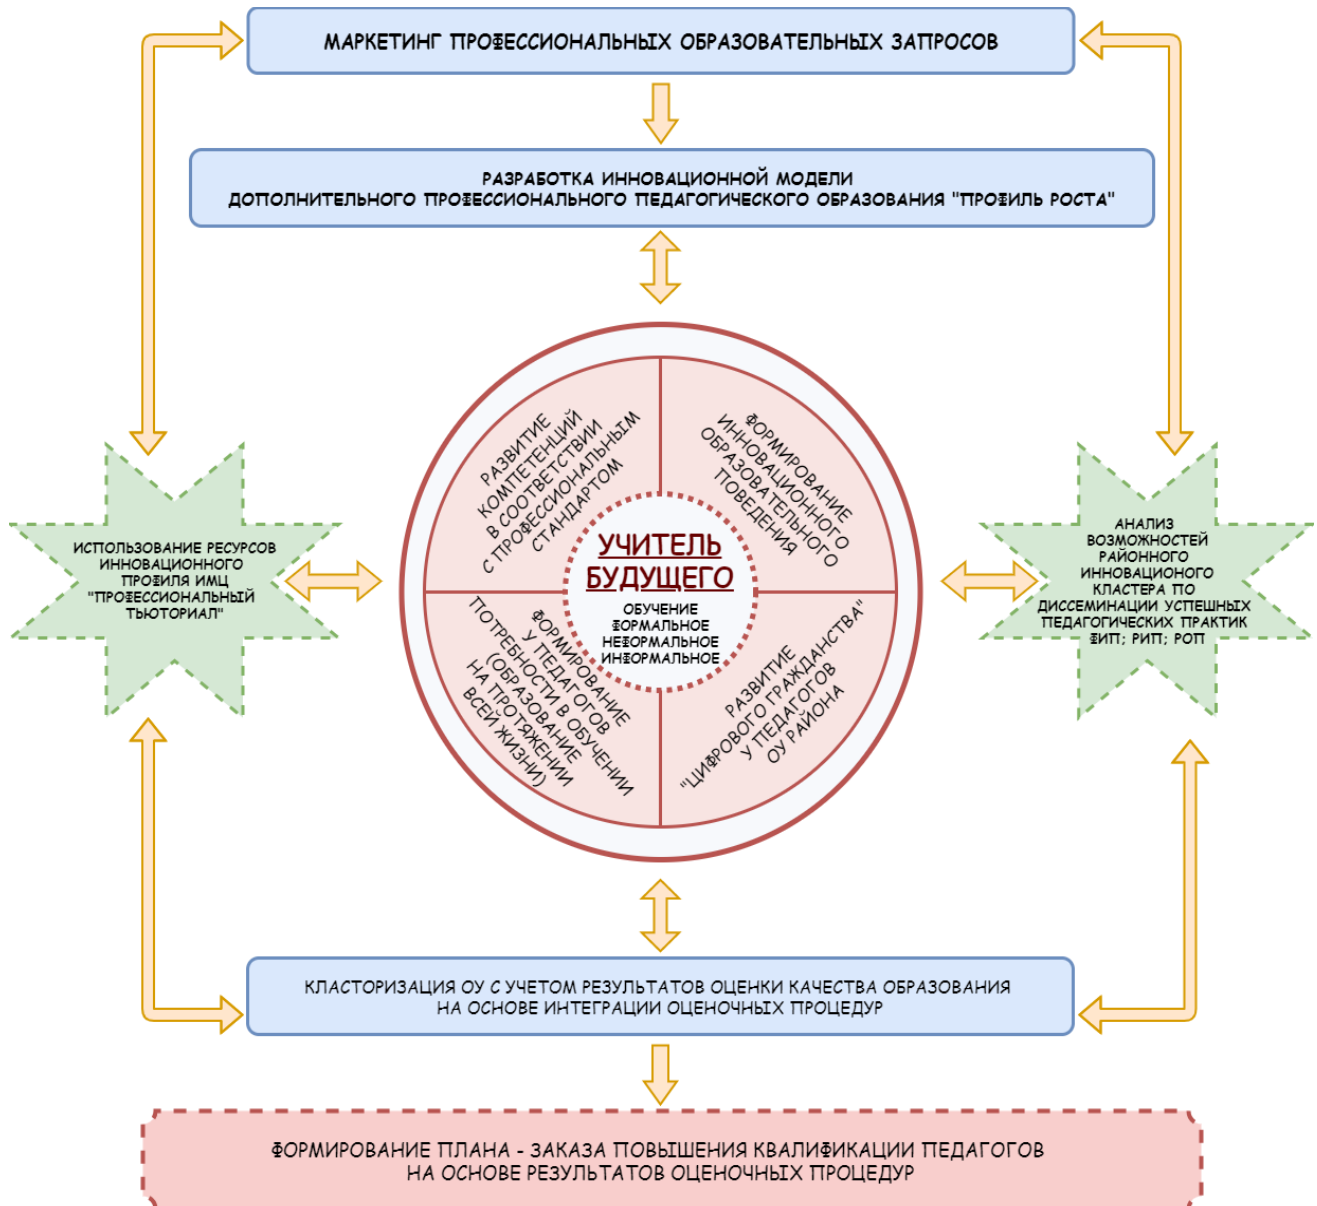 МАРКЕТИНГ ПРОФЕССИОНАЛЬНЫХ ОБРАЗОВАТЕЛЬНЫХ ЗАПРОСОВ
РАЗРАБОТКА ИННОВАЦИОННОЙ МОДЕЛИ
ДОПОЛНИТЕЛЬНОГО ПРОФЕССИОНАЛЬНОГО ПЕДАГОГИЧЕСКОГО ОБРАЗОВАНИЯ "ПРОФИЛЬ РОСТА"
РАЗВИТИЕ
КОМПЕТЕНЦИЙ
В СООТВЕТСТВИИ
С ПРОФЕССИОНАЛЬНЫМ
СТАНДАРТОМ
ФОРМИРОВАНИЕ
ИННОВАЦИОННОГО
ОБРАЗОВАТЕЛЬНОГО
ПОВЕДЕНИЯ
ИСПОЛЬЗОВАНИЕ РЕСУРСОВ
ИННОВАЦИОННОГО
ПРОФИЛЯ ИМЦ
"ПРОФЕССИОНАЛЬНЫЙ
ТЬЮТОРИАЛ"
УЧИТЕЛЬ
БУДУЩЕГО
ОБУЧЕНИЕ
ФОРМАЛЬНОЕ
НЕФОРМАЛЬНОЕ
ИНФОРМАЛЬНОЕ
АНАЛИЗ
ВОЗМОЖНОСТЕЙ
РАЙОННОГО
ИННОВАЦИОНОГО
КЛАСТЕРА ПО
ДИССЕМИНАЦИИ УСПЕШНЫХ
ПЕДАГОГИЧЕСКИХ ПРАКТИК
ФИП; РИП; РОП
ФОРМИРОВАНИЕ
У ПЕДАГОГОВ
ПОТРЕБНОСТИ В ОБУЧЕНИИ
(ОБРАЗОВАНИЕ
НА ПРОТЯЖЕНИИ
ВСЕЙ ЖИЗНИ)
РАЗВИТИЕ
"ЦИФРОВОГО ГРАЖДАНСТВА"
У ПЕДАГОГОВ
ОУ РАЙОНА
КЛАСТОРИЗАЦИЯ ОУ С УЧЕТОМ РЕЗУЛЬТАТОВ ОЦЕНКИ КАЧЕСТВА ОБРАЗОВАНИЯ
НА ОСНОВЕ ИНТЕГРАЦИИ ОЦЕНОЧНЫХ ПРОЦЕДУР
ФОРМИРОВАНИЕ ПЛАНА - ЗАКАЗА ПОВЫШЕНИЯ КВАЛИФИКАЦИИ ПЕДАГОГОВ
НА ОСНОВЕ РЕЗУЛЬТАТОВ ОЦЕНОЧНЫХ ПРОЦЕДУР